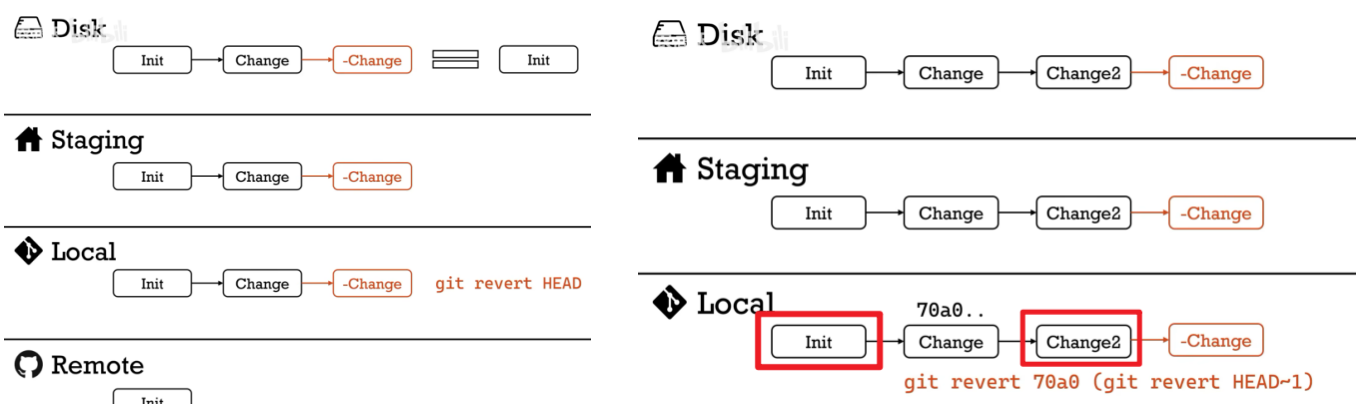 Disk
Init
Change
-Change
Init
Staging
Init
Change
-Change
Local
Init
Change
-Change
git revert HEAD
Remote
Init
Disk
Init
Change
Change2
-Change
Staging
Init
Change
Change2
-Change
Local
70a0..
Init
Change
Change2
-Change
git revert 70a0 (git revert HEAD~1)